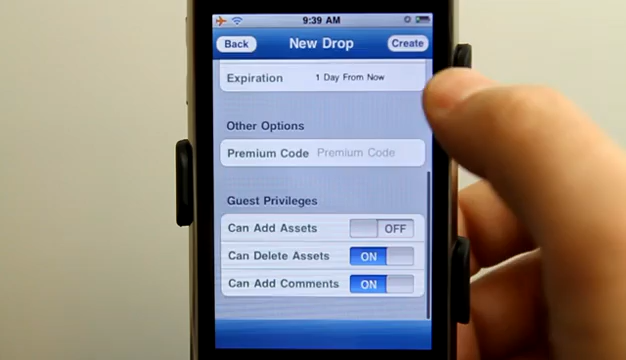 9:39 AM
Back New Drop Create
Expiration 1 Day From Now
Other Options
Premium Code Premium Code
Guest Privileges
Can Add Assets OFF
Can Delete Assets ON
Can Add Comments ON